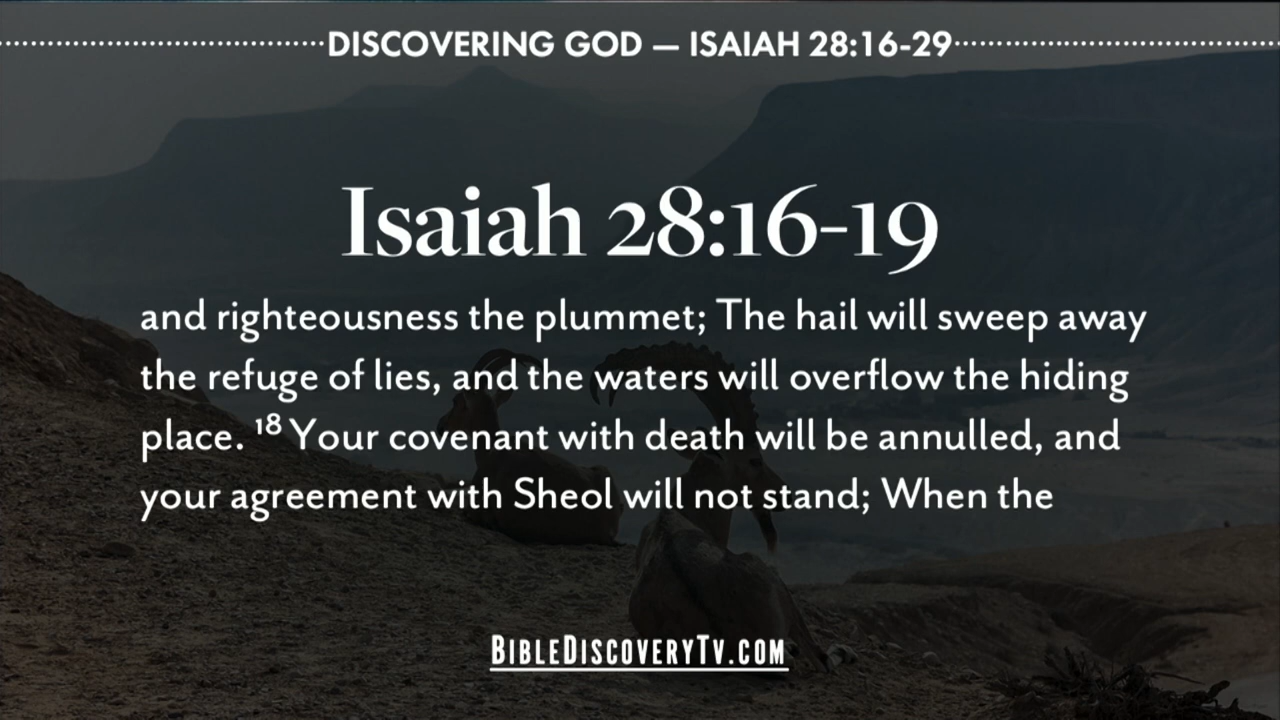 DISCOVERING GOD — ISAIAH 28:16-29
Isaiah 28:16-19
and righteousness the plummet; The hail will sweep away
the refuge of lies, and the waters will overflow the hiding
place. ¹⁸ Your covenant with death will be annulled, and
your agreement with Sheol will not stand; When the
BIBLEDISCOVERYTV.COM